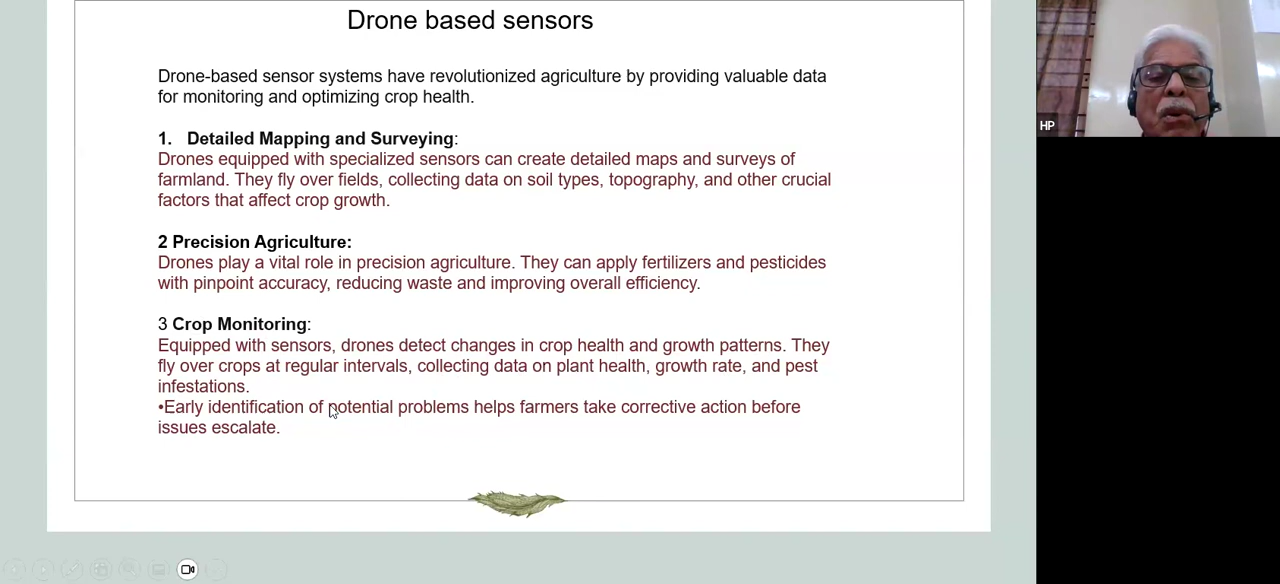 Drone based sensors
Drone-based sensor systems have revolutionized agriculture by providing valuable data
for monitoring and optimizing crop health.
1. Detailed Mapping and Surveying:
Drones equipped with specialized sensors can create detailed maps and surveys of
farmland. They fly over fields, collecting data on soil types, topography, and other crucial
factors that affect crop growth.
2 Precision Agriculture:
Drones play a vital role in precision agriculture. They can apply fertilizers and pesticides
with pinpoint accuracy, reducing waste and improving overall efficiency.
3 Crop Monitoring:
Equipped with sensors, drones detect changes in crop health and growth patterns. They
fly over crops at regular intervals, collecting data on plant health, growth rate, and pest
infestations.
•Early identification of potential problems helps farmers take corrective action before
issues escalate.
HP